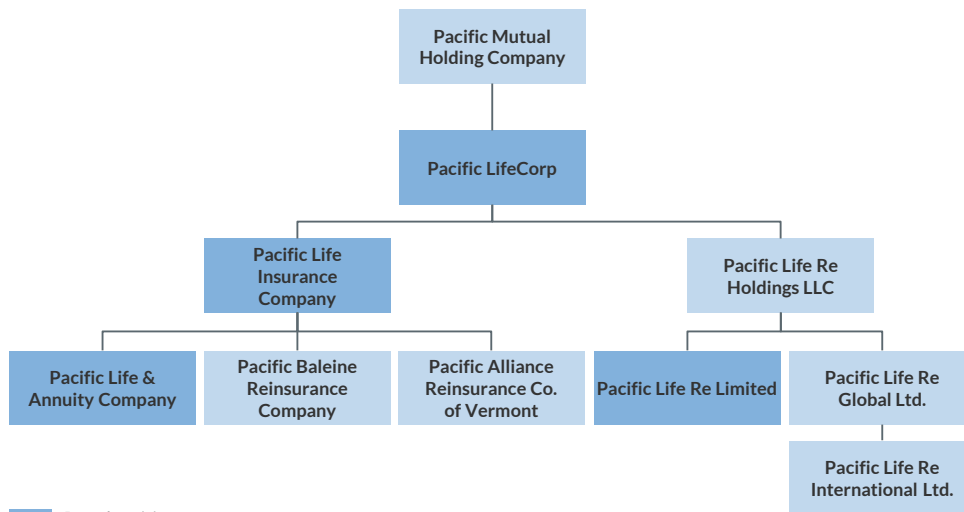 Pacific Mutual
Holding Company
Pacific LifeCorp
Pacific Life
Insurance
Company
Pacific Life Re
Holdings LLC
Pacific Life &
Annuity Company
Pacific Baleine
Reinsurance
Company
Pacific Alliance
Reinsurance Co.
of Vermont
Pacific Life Re Limited
Pacific Life Re
Global Ltd.
Pacific Life Re
International Ltd.